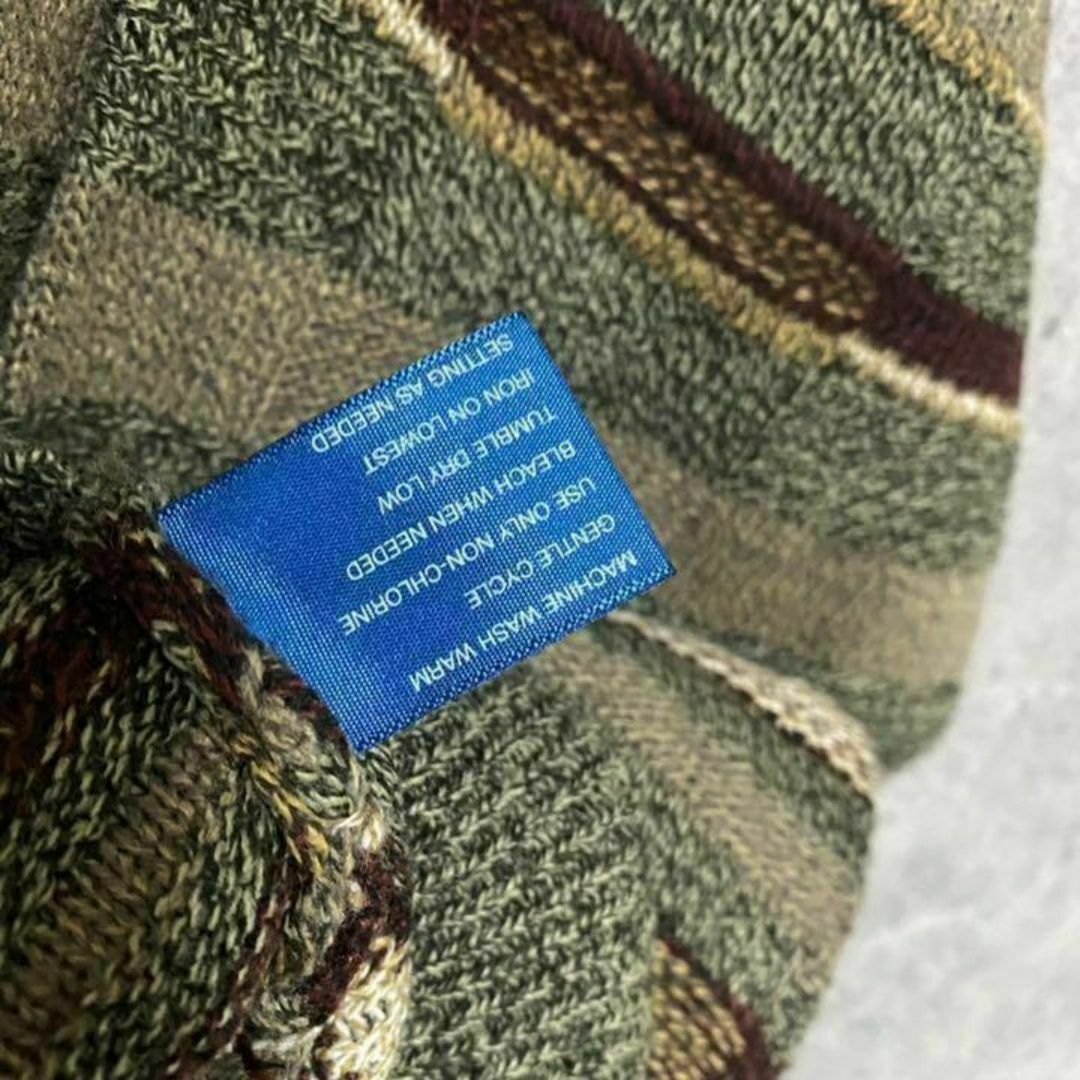 MACHINE WASH WARM
GENTLE CYCLE
USE ONLY NON-CHLORINE
BLEACH WHEN NEEDED
TUMBLE DRY LOW
IRON ON LOWEST
SETTING AS NEEDED